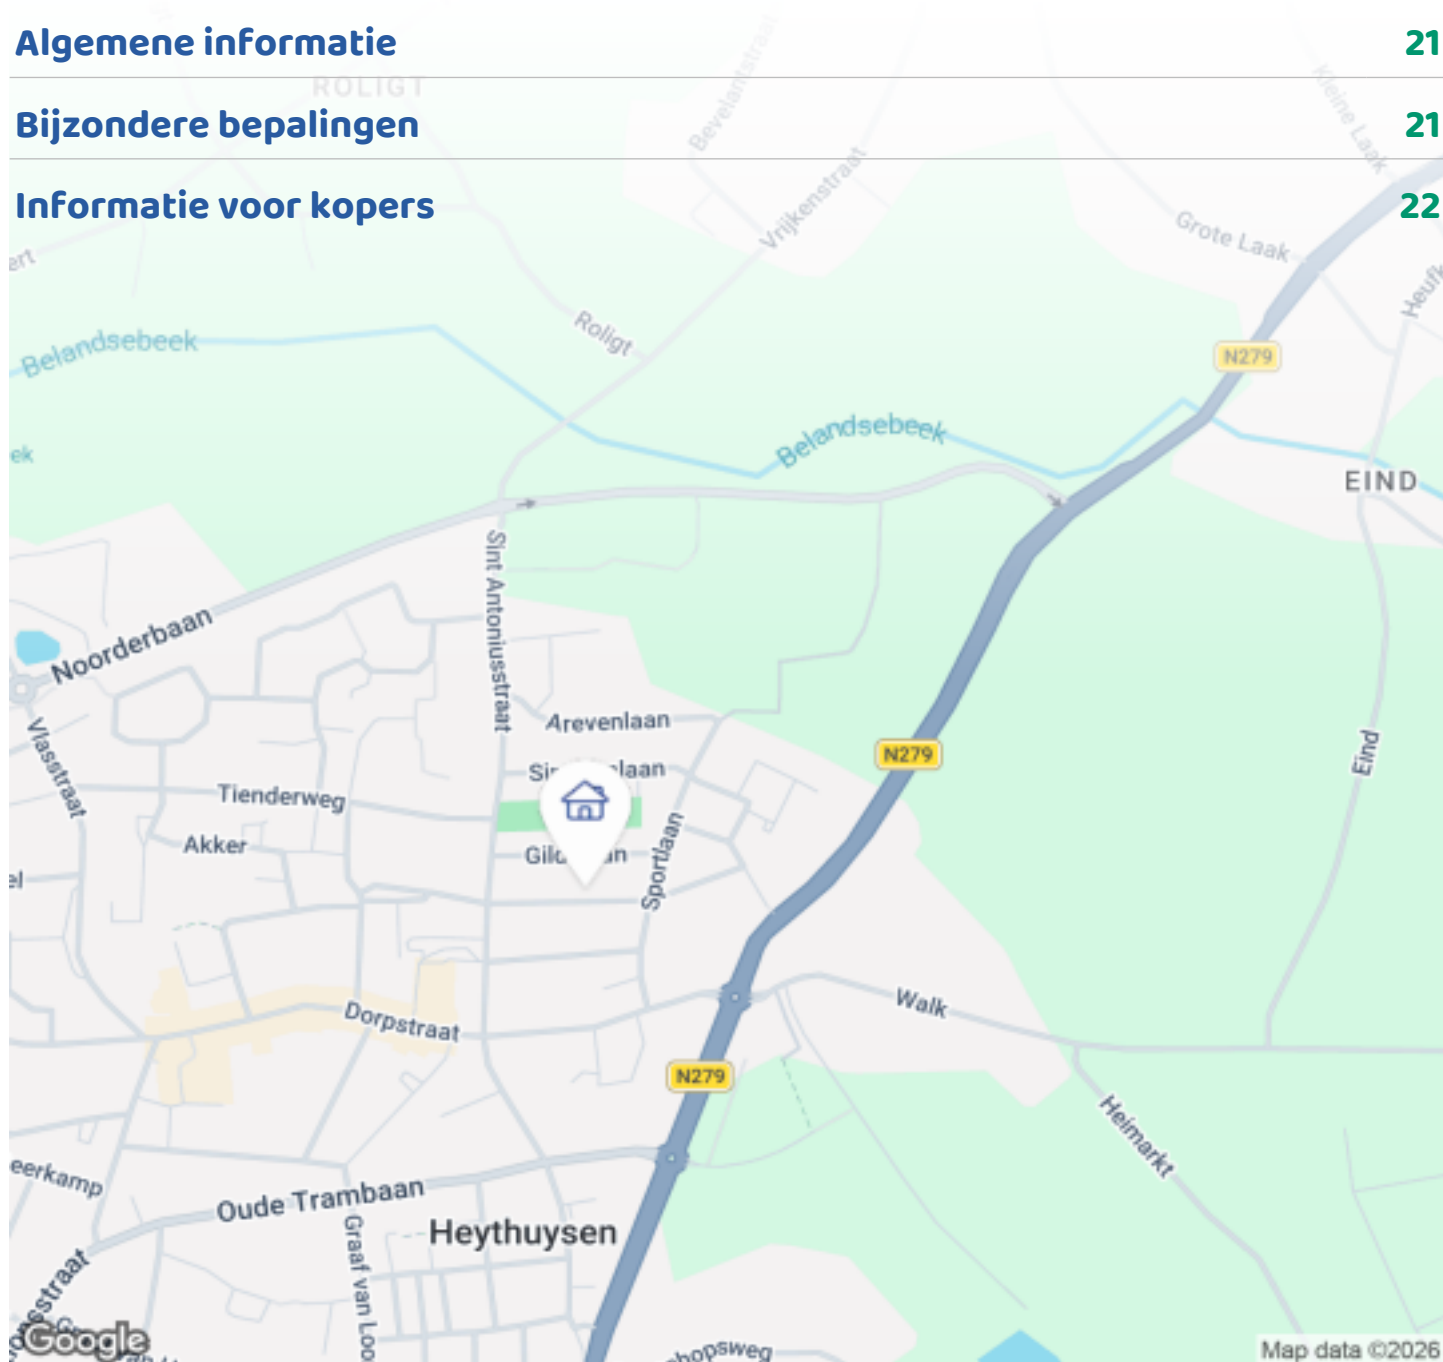 Algemene informatie 21
ROLIGT
Bevelantstraat
Kleine Laak
Bijzondere bepalingen 21
Vrijkenstraat
Informatie voor kopers 22
Grote Laak
Roligt
Belandsebeek
N279
Belandsebeek
EIND
Sint Antoniusstraat
Noorderbaan
Arevenlaan
Vlasstraat
N279
Eind
Tienderweg
Akker
Sportlaan
Walk
Dorpstraat
N279
Heimarkt
Oude Trambaan
Heythuysen
Graaf van Loo
Google
Map data ©2026